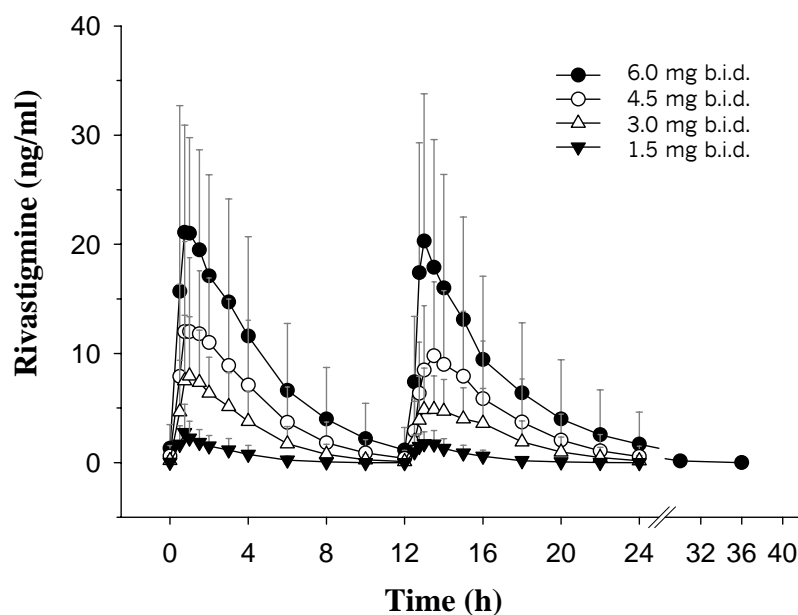 40
30
20
10
0
Rivastigmine (ng/ml)
6.0 mg b.i.d.
4.5 mg b.i.d.
3.0 mg b.i.d.
1.5 mg b.i.d.
0 4 8 12 16 20 24 32 36 40
Time (h)